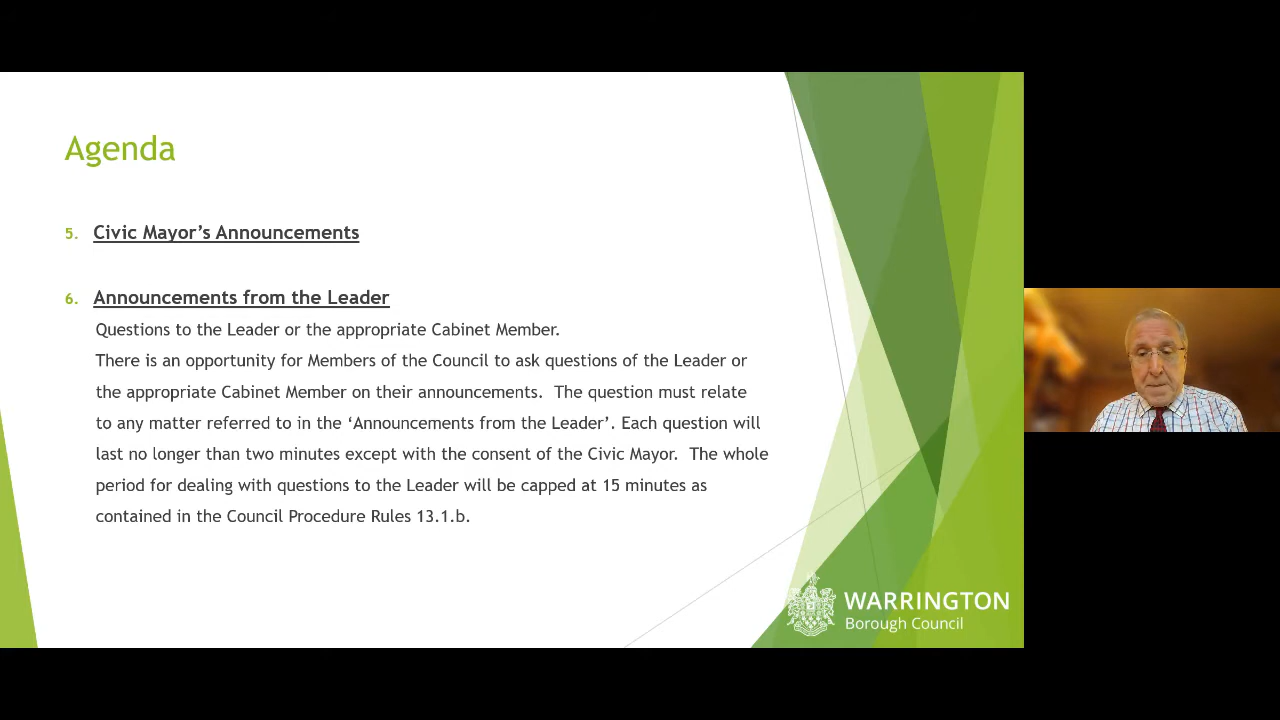 Agenda
5. Civic Mayor’s Announcements
6. Announcements from the Leader
Questions to the Leader or the appropriate Cabinet Member.
There is an opportunity for Members of the Council to ask questions of the Leader or
the appropriate Cabinet Member on their announcements.  The question must relate
to any matter referred to in the ‘Announcements from the Leader’. Each question will
last no longer than two minutes except with the consent of the Civic Mayor.  The whole
period for dealing with questions to the Leader will be capped at 15 minutes as
contained in the Council Procedure Rules 13.1.b.
WARRINGTON
Borough Council